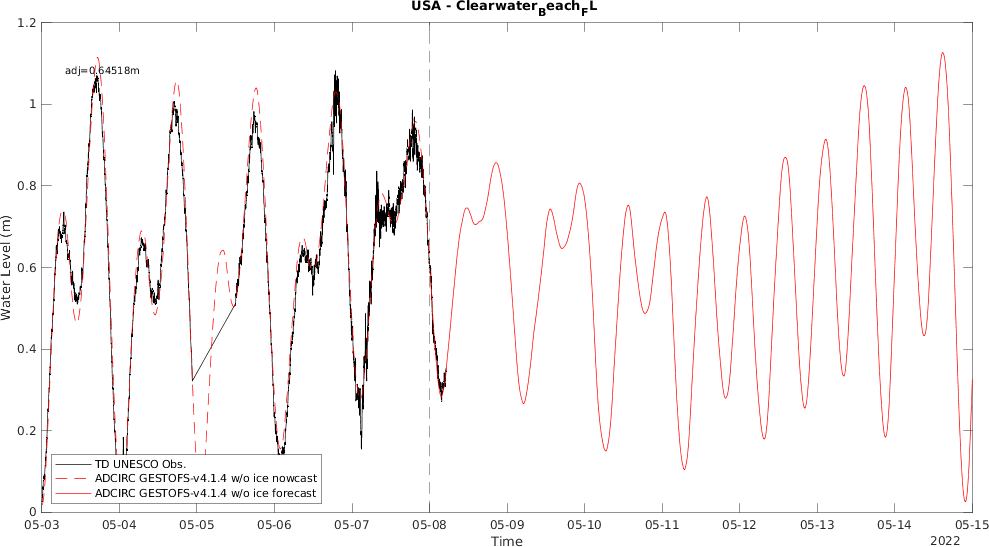 USA - Clearwater_Beach_FL
1.2
adj=0.64518m
1
0.8
Water Level (m)
0.6
0.4
0.2
TD UNESCO Obs.
ADCIRC GESTOFS-v4.1.4 w/o ice nowcast
ADCIRC GESTOFS-v4.1.4 w/o ice forecast
0
05-03 05-04 05-05 05-06 05-07 05-08 05-09 05-10 05-11 05-12 05-13 05-14 05-15
Time
2022